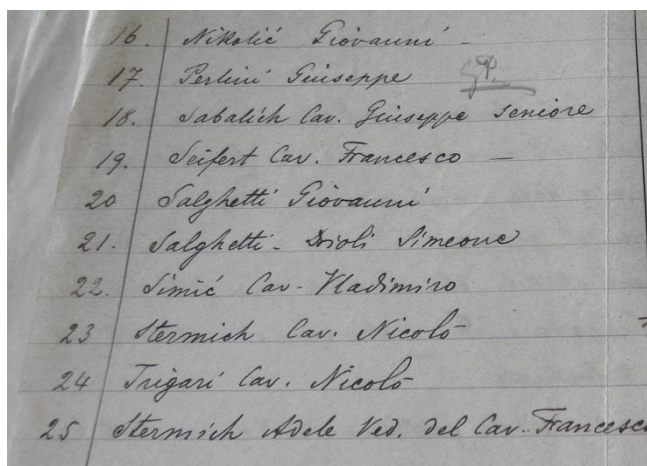 16. Nikolić Giovanni -
17. Perlini Giuseppe
18. Sabalich Cav. Giuseppe seniore
19. Seifert Cav. Francesco -
20 Salghetti Giovanni
21. Salghetti - Drioli Simeone
22. Simić Cav. Vladimiro
23 Stermich Cav. Nicolò
24 Trigari Cav. Nicolò
25 Stermich Adele Ved. del Cav. Francesco